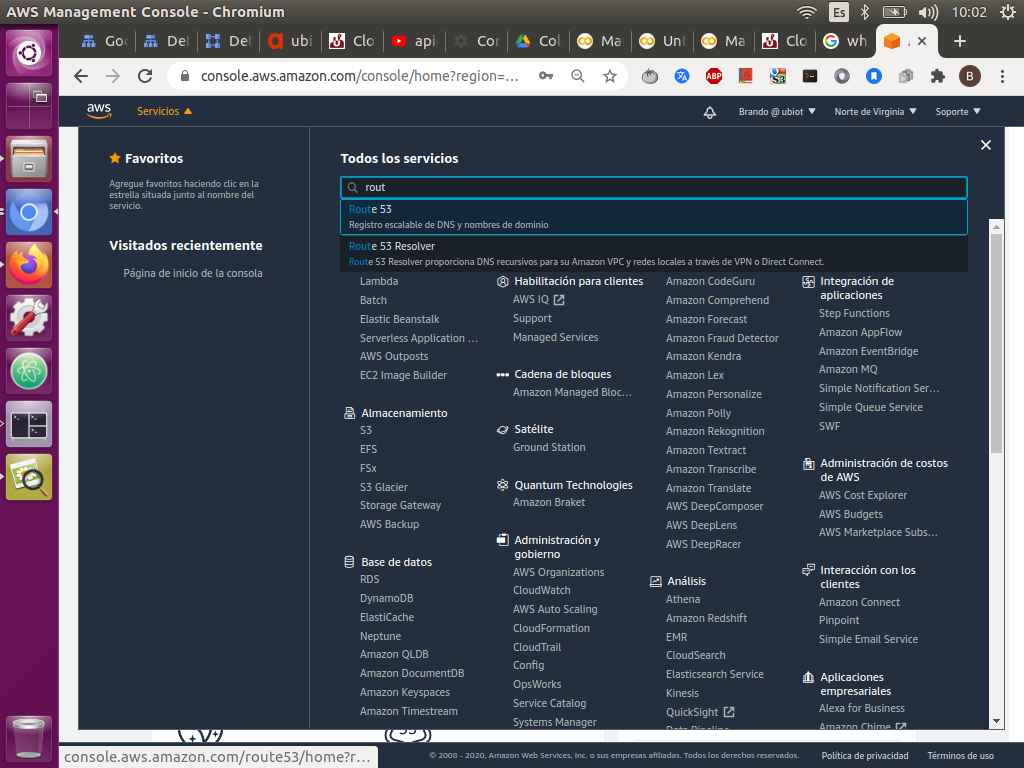 AWS Management Console - Chromium
Es
10:02
Goo
Det
Det
ubi
Clo
api
Cor
Col
Ma
Unt
Ma
Clo
wh
console.aws.amazon.com/console/home?region=...
ABP
S3
B
aws
Servicios
Brando @ ubiot
Norte de Virginia
Soporte
Favoritos
Agregue favoritos haciendo clic en la
estrella situada junto al nombre del
servicio.
Visitados recientemente
Página de inicio de la consola
Todos los servicios
rout
Route 53
Registro escalable de DNS y nombres de dominio
Route 53 Resolver
Route 53 Resolver proporciona DNS recursivos para su Amazon VPC y redes locales a través de VPN o Direct Connect.
Lambda
Batch
Elastic Beanstalk
Serverless Application ...
AWS Outposts
EC2 Image Builder
Almacenamiento
S3
EFS
FSx
S3 Glacier
Storage Gateway
AWS Backup
Base de datos
RDS
DynamoDB
ElastiCache
Neptune
Amazon QLDB
Amazon DocumentDB
Amazon Keyspaces
Amazon Timestream
Habilitación para clientes
AWS IQ
Support
Managed Services
Cadena de bloques
Amazon Managed Bloc...
Satélite
Ground Station
Quantum Technologies
Amazon Braket
Administración y
gobierno
AWS Organizations
CloudWatch
AWS Auto Scaling
CloudFormation
CloudTrail
Config
OpsWorks
Service Catalog
Systems Manager
Amazon CodeGuru
Amazon Comprehend
Amazon Forecast
Amazon Fraud Detector
Amazon Kendra
Amazon Lex
Amazon Personalize
Amazon Polly
Amazon Rekognition
Amazon Textract
Amazon Transcribe
Amazon Translate
AWS DeepComposer
AWS DeepLens
AWS DeepRacer
Análisis
Athena
Amazon Redshift
EMR
CloudSearch
Elasticsearch Service
Kinesis
QuickSight
Data Pipeline
Integración de
aplicaciones
Step Functions
Amazon AppFlow
Amazon EventBridge
Amazon MQ
Simple Notification Ser...
Simple Queue Service
SWF
Administración de costos
de AWS
AWS Cost Explorer
AWS Budgets
AWS Marketplace Subs...
Interacción con los
clientes
Amazon Connect
Pinpoint
Simple Email Service
Aplicaciones
empresariales
Alexa for Business
Amazon Chime
console.aws.amazon.com/route53/home?r...
© 2008 - 2020, Amazon Web Services, Inc. o sus empresas afiliadas. Todos los derechos reservados.
Política de privacidad
Términos de uso